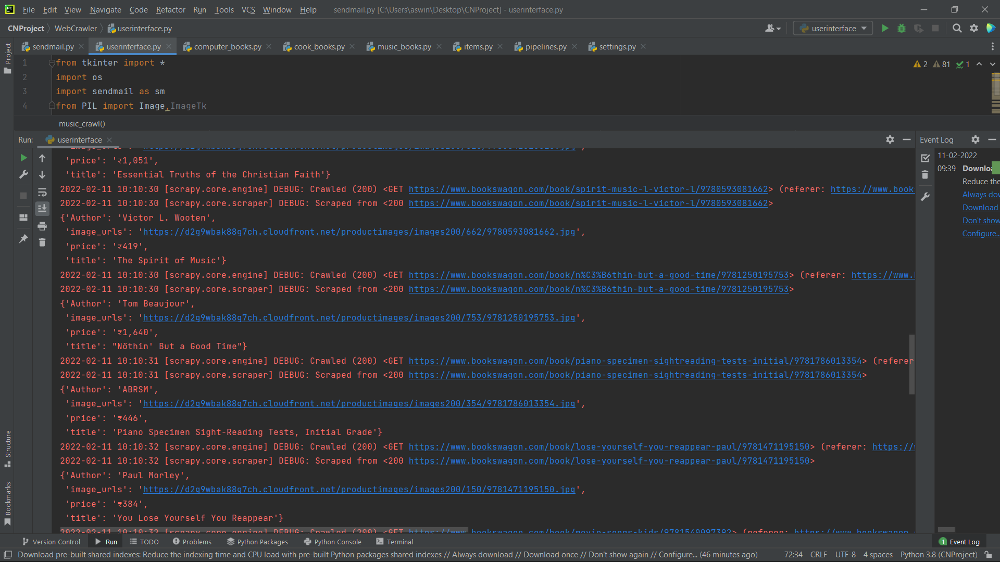 File Edit View Navigate Code Refactor Run Tools VCS Window Help sendmail.py [C:\Users\aswin\Desktop\CNProject] - userinterface.py
CNProject WebCrawler userinterface.py userinterface
sendmail.py userinterface.py computer_books.py cook_books.py music_books.py items.py pipelines.py settings.py
1 from tkinter import *
2 import os
3 import sendmail as sm
4 from PIL import Image,ImageTk
2 81 1
music_crawl()
Run: userinterface
'price': '₹1,051',
'title': 'Essential Truths of the Christian Faith'}
2022-02-11 10:10:30 [scrapy.core.engine] DEBUG: Crawled (200) <GET https://www.bookswagon.com/book/spirit-music-l-victor-l/9780593081662> (referer: https://www.book
2022-02-11 10:10:30 [scrapy.core.scraper] DEBUG: Scraped from <200 https://www.bookswagon.com/book/spirit-music-l-victor-l/9780593081662>
{'Author': 'Victor L. Wooten',
'image_urls': 'https://d2g9wbak88g7ch.cloudfront.net/productimages/images200/662/9780593081662.jpg',
'price': '₹419',
'title': 'The Spirit of Music'}
2022-02-11 10:10:30 [scrapy.core.engine] DEBUG: Crawled (200) <GET https://www.bookswagon.com/book/n%C3%B6thin-but-a-good-time/9781250195753> (referer: https://www.
2022-02-11 10:10:30 [scrapy.core.scraper] DEBUG: Scraped from <200 https://www.bookswagon.com/book/n%C3%B6thin-but-a-good-time/9781250195753>
{'Author': 'Tom Beaujour',
'image_urls': 'https://d2g9wbak88g7ch.cloudfront.net/productimages/images200/753/9781250195753.jpg',
'price': '₹1,640',
'title': "Nöthin' But a Good Time"}
2022-02-11 10:10:31 [scrapy.core.engine] DEBUG: Crawled (200) <GET https://www.bookswagon.com/book/piano-specimen-sightreading-tests-initial/9781786013354> (referer
2022-02-11 10:10:31 [scrapy.core.scraper] DEBUG: Scraped from <200 https://www.bookswagon.com/book/piano-specimen-sightreading-tests-initial/9781786013354>
{'Author': 'ABRSM',
'image_urls': 'https://d2g9wbak88g7ch.cloudfront.net/productimages/images200/354/9781786013354.jpg',
'price': '₹446',
'title': 'Piano Specimen Sight-Reading Tests, Initial Grade'}
2022-02-11 10:10:32 [scrapy.core.engine] DEBUG: Crawled (200) <GET https://www.bookswagon.com/book/lose-yourself-you-reappear-paul/9781471195150> (referer: https://
2022-02-11 10:10:32 [scrapy.core.scraper] DEBUG: Scraped from <200 https://www.bookswagon.com/book/lose-yourself-you-reappear-paul/9781471195150>
{'Author': 'Paul Morley',
'image_urls': 'https://d2g9wbak88g7ch.cloudfront.net/productimages/images200/150/9781471195150.jpg',
'price': '₹384',
'title': 'You Lose Yourself You Reappear'}
2022-02-11 10:10:32 [scrapy.core.engine] DEBUG: Crawled (200) <GET https://www.bookswagon.com/book/movie-songs-kids/9781540097392> (referer: https://www.bookswagon
Event Log
11-02-2022
09:39 Downloa
Reduce the
Always dow
Download
Don't show
Configure...
Project
Structure
Bookmarks
Version Control Run TODO Problems Python Packages Python Console Terminal 1 Event Log
Download pre-built shared indexes: Reduce the indexing time and CPU load with pre-built Python packages shared indexes // Always download // Download once // Don't show again // Configure... (46 minutes ago) 72:34 CRLF UTF-8 4 spaces Python 3.8 (CNProject)